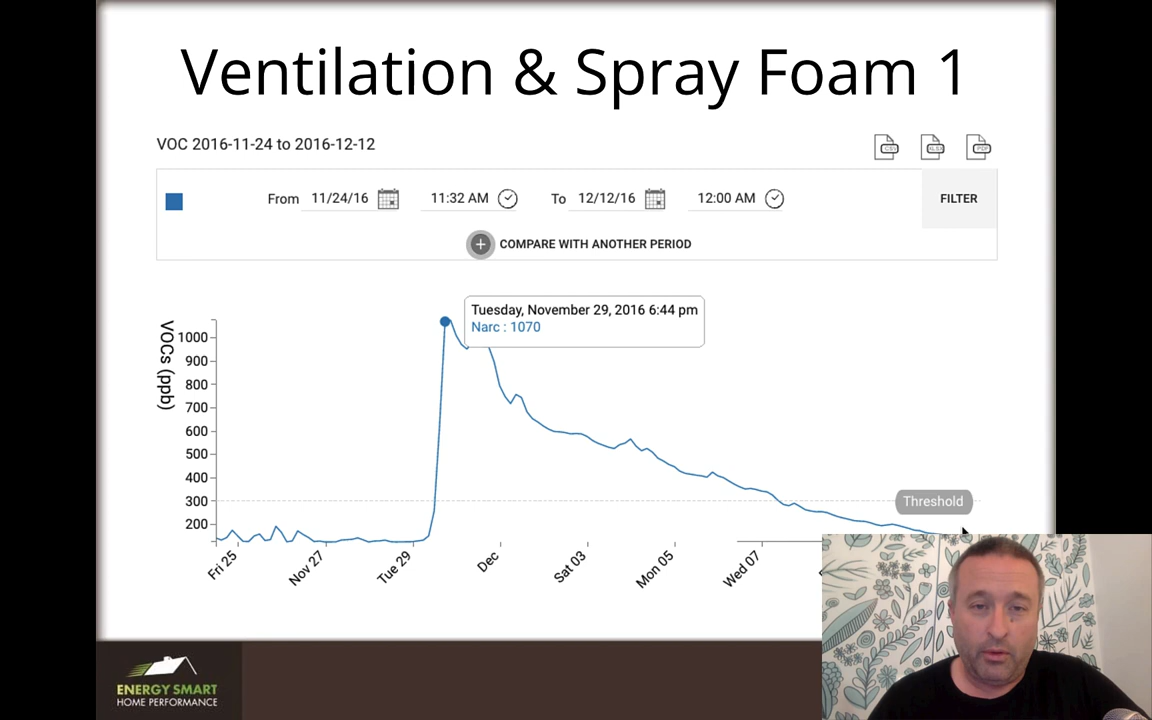 Ventilation & Spray Foam 1
VOC 2016-11-24 to 2016-12-12
CSV XLSX PDF
From 11/24/16 11:32 AM To 12/12/16 12:00 AM FILTER
+ COMPARE WITH ANOTHER PERIOD
Tuesday, November 29, 2016 6:44 pm
Narc : 1070
VOCs (ppb)
1000
900
800
700
600
500
400
300
200
Threshold
Fri 25 Nov 27 Tue 29 Dec Sat 03 Mon 05 Wed 07
ENERGY SMART
HOME PERFORMANCE